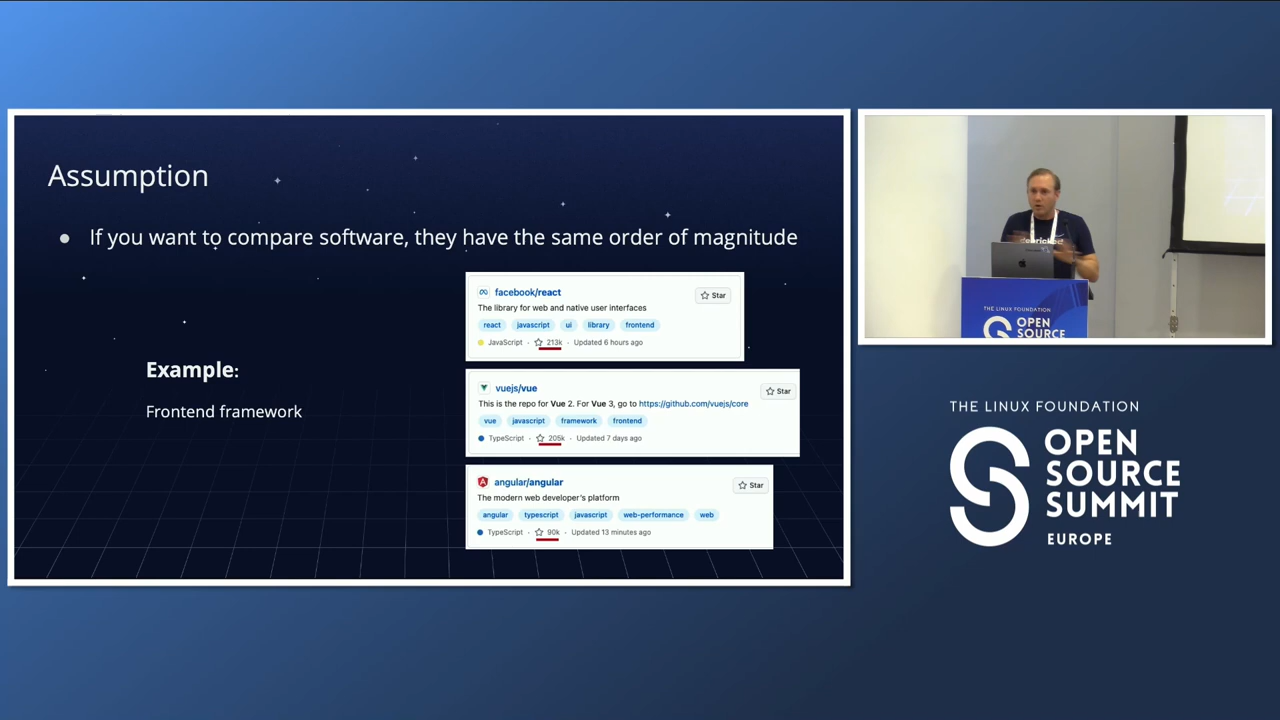 Assumption
● If you want to compare software, they have the same order of magnitude
Example:
Frontend framework
facebook/react
Star
The library for web and native user interfaces
react javascript ui library frontend
JavaScript · 213k · Updated 6 hours ago
vuejs/vue
Star
This is the repo for Vue 2. For Vue 3, go to https://github.com/vuejs/core
vue javascript framework frontend
TypeScript · 205k · Updated 7 days ago
angular/angular
Star
The modern web developer's platform
angular typescript javascript web-performance web
TypeScript · 90k · Updated 13 minutes ago
THE LINUX FOUNDATION
OPEN
SOURCE
THE LINUX FOUNDATION
OPEN
SOURCE
SUMMIT
EUROPE